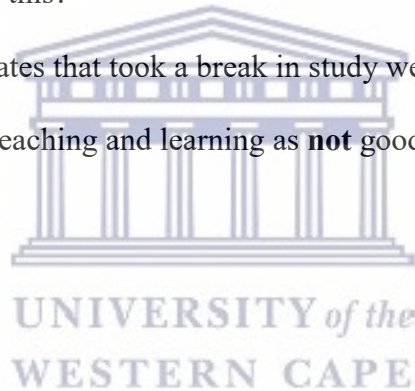 this?
ates that took a break in study we
eaching and learning as not good
UNIVERSITY of the
WESTERN CAPE